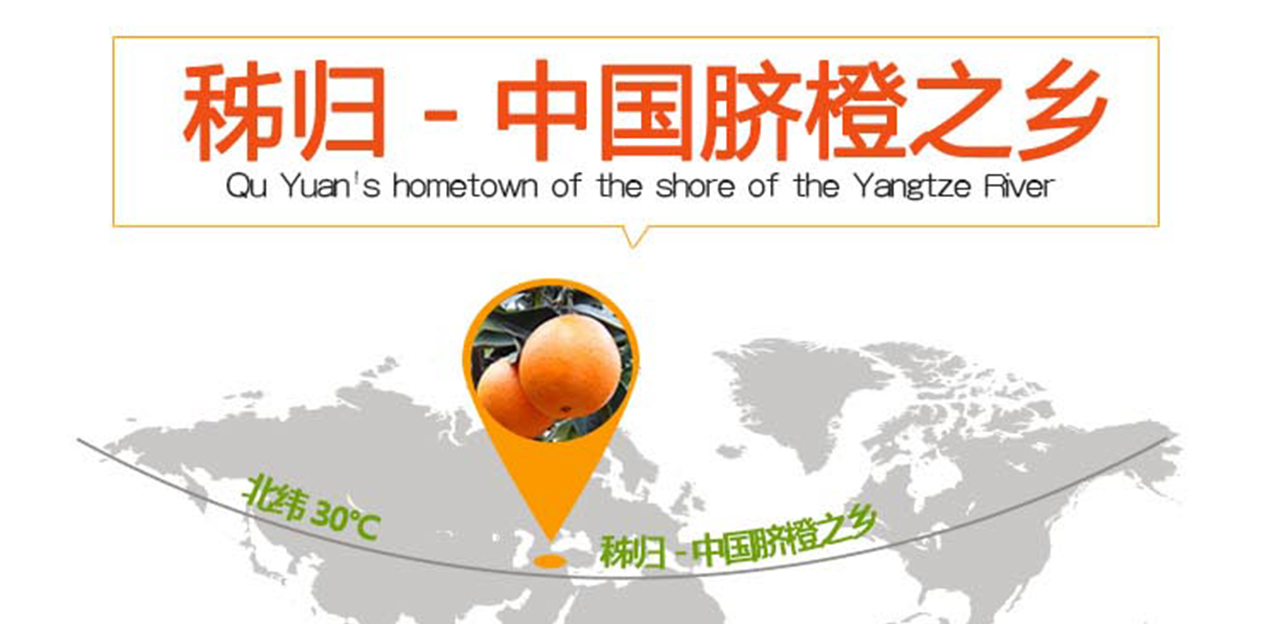 秭归 - 中国脐橙之乡
Qu Yuan's hometown of the shore of the Yangtze River
北纬 30℃
秭归 - 中国脐橙之乡